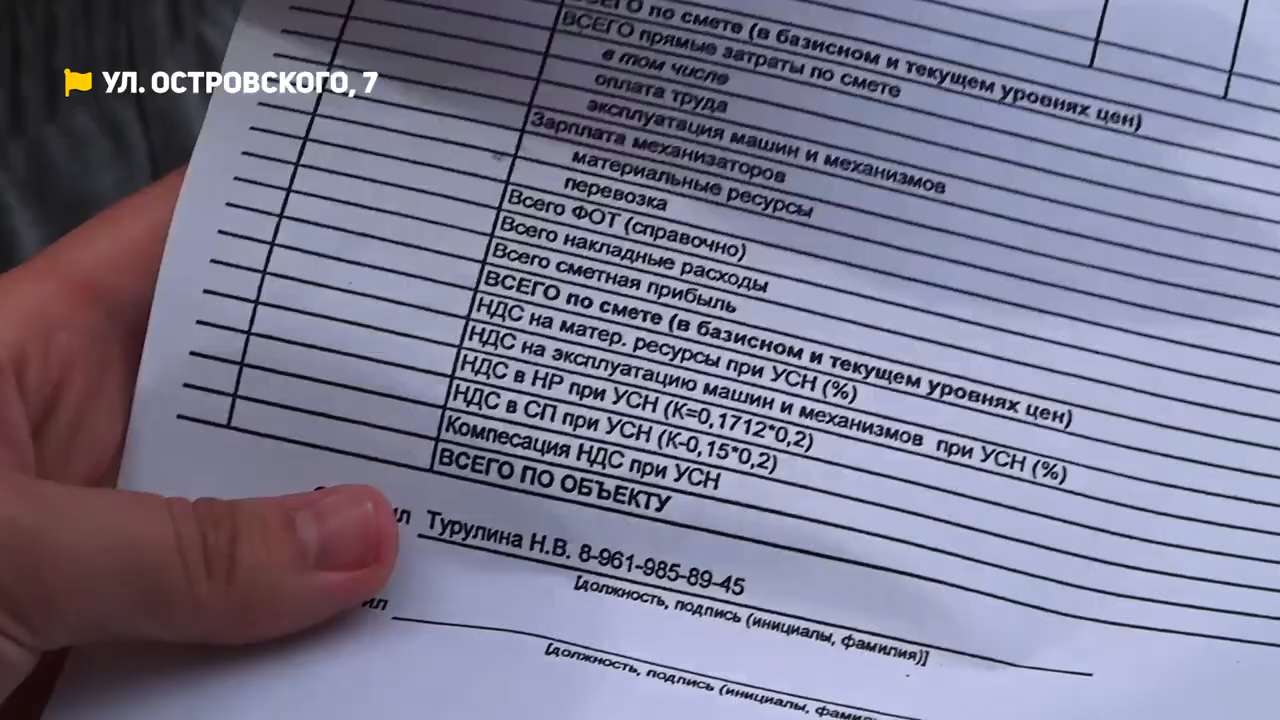 УЛ. ОСТРОВСКОГО, 7
ВСЕГО по смете (в базисном и текущем уровнях цен)
ВСЕГО прямые затраты по смете
в том числе
оплата труда
эксплуатация машин и механизмов
Зарплата механизаторов
материальные ресурсы
перевозка
Всего ФОТ (справочно)
Всего накладные расходы
Всего сметная прибыль
ВСЕГО по смете (в базисном и текущем уровнях цен)
НДС на матер. ресурсы при УСН (%)
НДС на эксплуатацию машин и механизмов при УСН (%)
НДС в НР при УСН (К=0,1712*0,2)
НДС в СП при УСН (К-0,15*0,2)
Компесация НДС при УСН
ВСЕГО ПО ОБЪЕКТУ
Турулина Н.В. 8-961-985-89-45
[должность, подпись (инициалы, фамилия)]
[должность, подпись (инициалы,